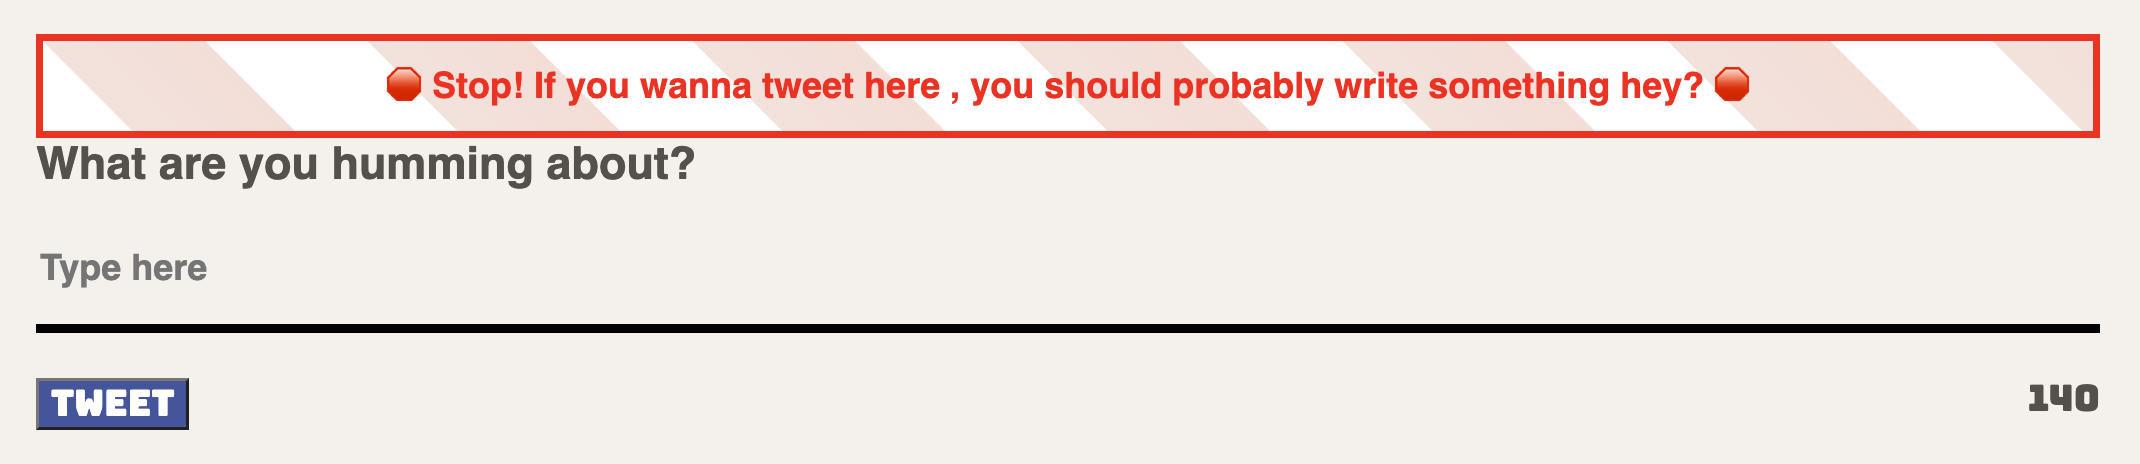 🛑 Stop! If you wanna tweet here , you should probably write something hey? 🛑
What are you humming about?
Type here
TWEET
140